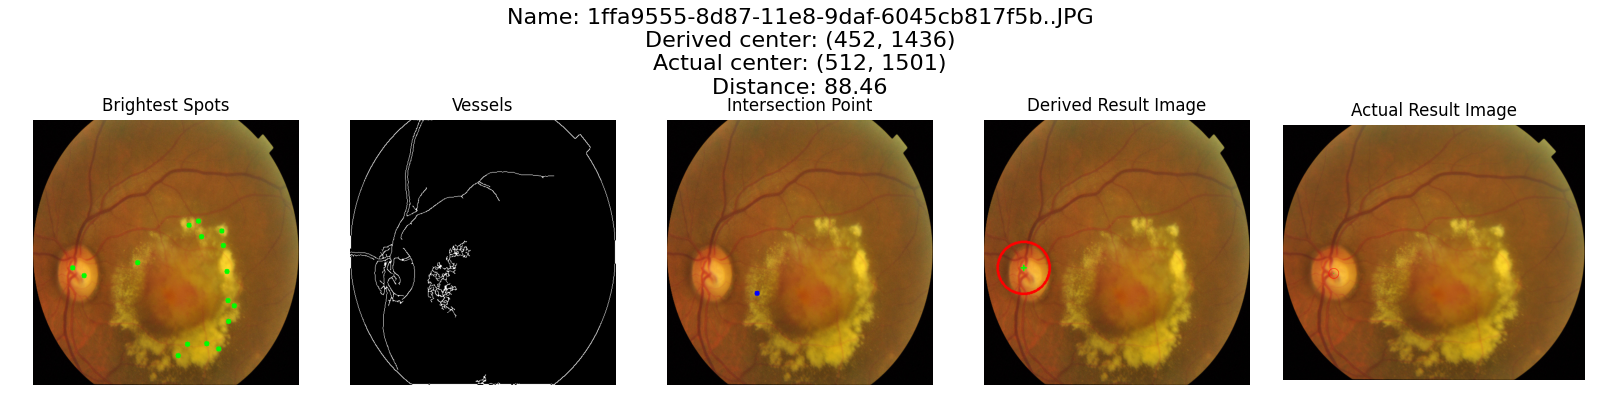 Name: 1ffa9555-8d87-11e8-9daf-6045cb817f5b..JPG
Derived center: (452, 1436)
Actual center: (512, 1501)
Distance: 88.46
Brightest Spots
Vessels
Intersection Point
Derived Result Image
Actual Result Image